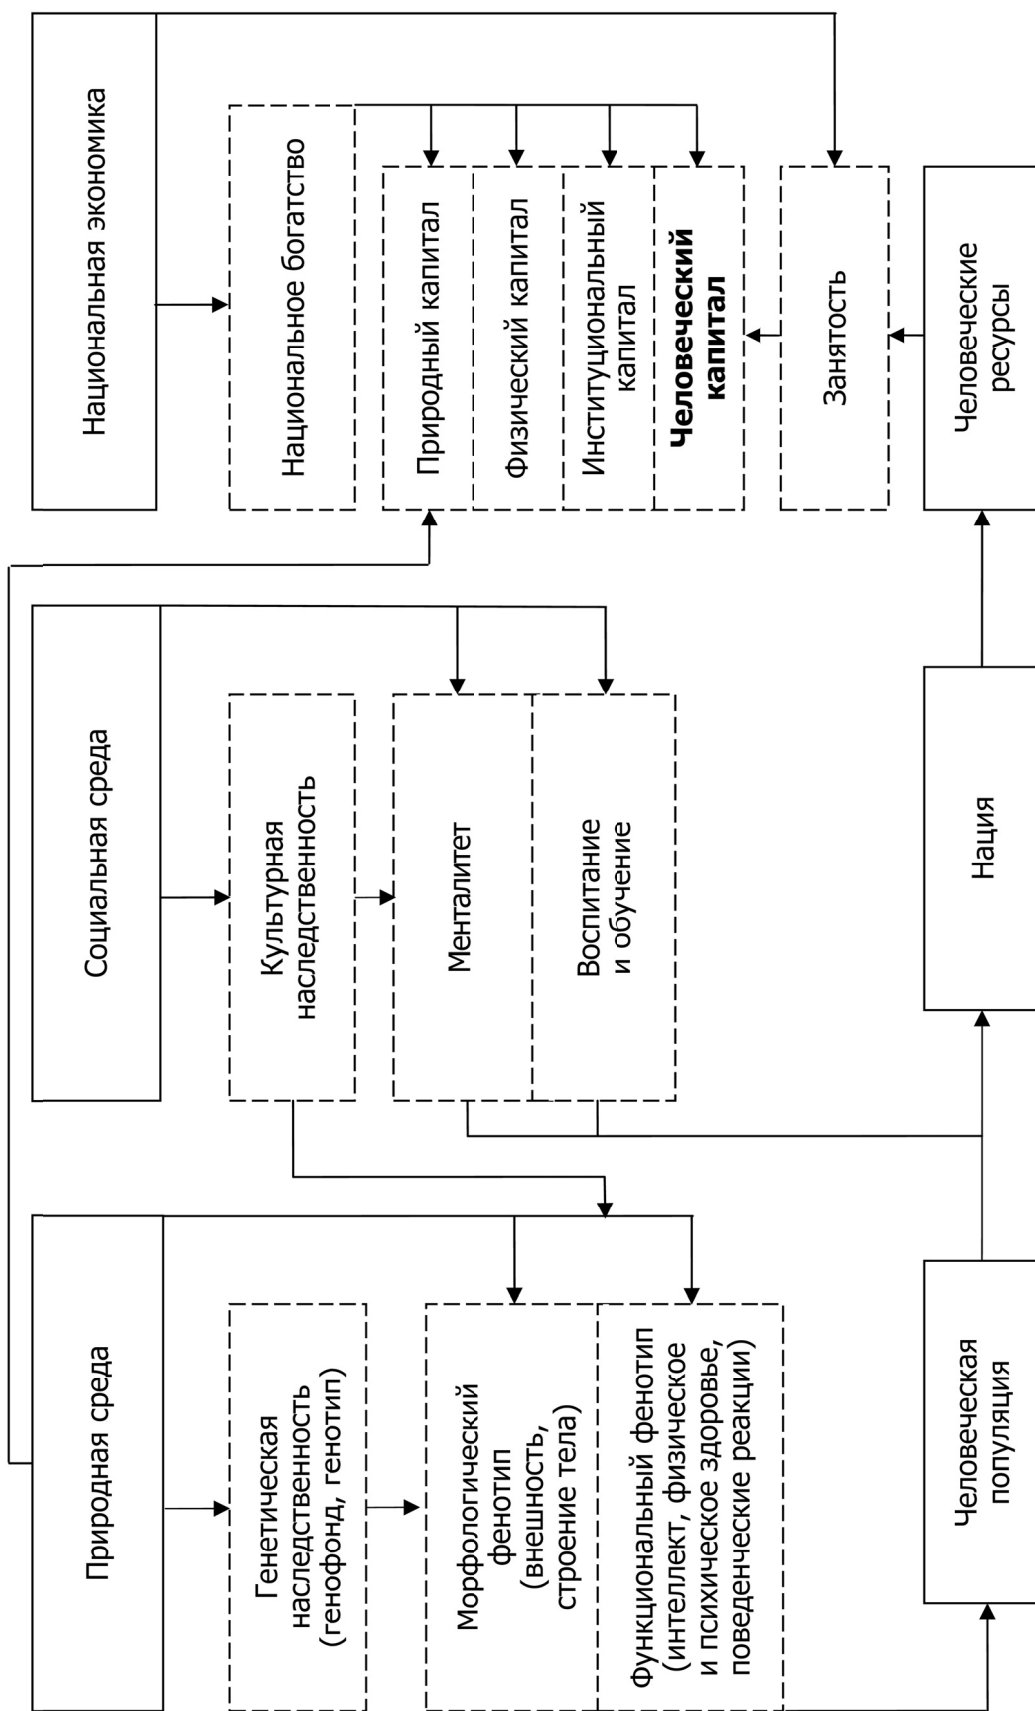 Природная среда
Генетическая
наследственность
(генофонд, генотип)
Морфологический
фенотип
(внешность,
строение тела)
Функциональный фенотип
(интеллект, физическое
и психическое здоровье,
поведенческие реакции)
Человеческая
популяция
Социальная среда
Культурная
наследственность
Менталитет
Воспитание
и обучение
Нация
Национальная экономика
Национальное богатство
Природный капитал
Физический капитал
Институциональный
капитал
Человеческий
капитал
Занятость
Человеческие
ресурсы